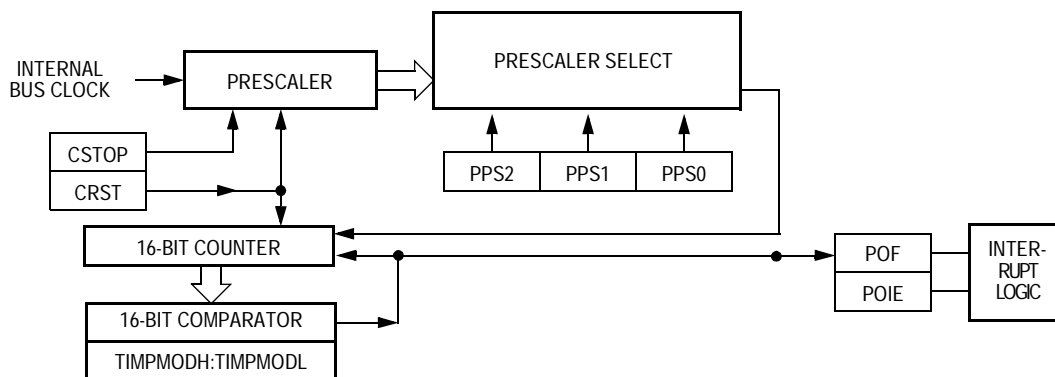 INTERNAL
BUS CLOCK
PRESCALER
PRESCALER SELECT
CSTOP
CRST
PPS2
PPS1
PPS0
16-BIT COUNTER
16-BIT COMPARATOR
TIMPMODH:TIMPMODL
POF
POIE
INTER-
RUPT
LOGIC